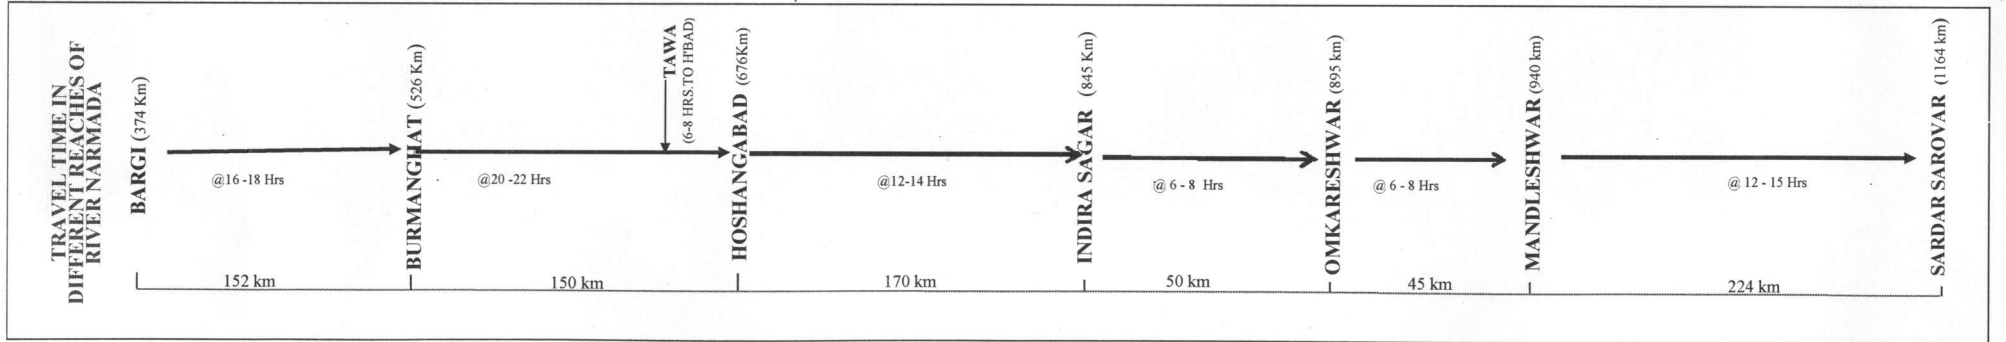 TRAVEL TIME IN
DIFFERENT REACHES OF
RIVER NARMADA
BARGI (374 Km)
@16 -18 Hrs
152 km
BURMANGHAT (526 Km)
@20 -22 Hrs
150 km
TAWA
(6-8 HRS.TO H'BAD)
HOSHANGABAD (676Km)
@12-14 Hrs
170 km
INDIRA SAGAR (845 Km)
@ 6 - 8 Hrs
50 km
OMKARESHWAR (895 km)
@ 6 - 8 Hrs
45 km
MANDLESHWAR (940 km)
@ 12 - 15 Hrs
224 km
SARDAR SAROVAR (1164 km)